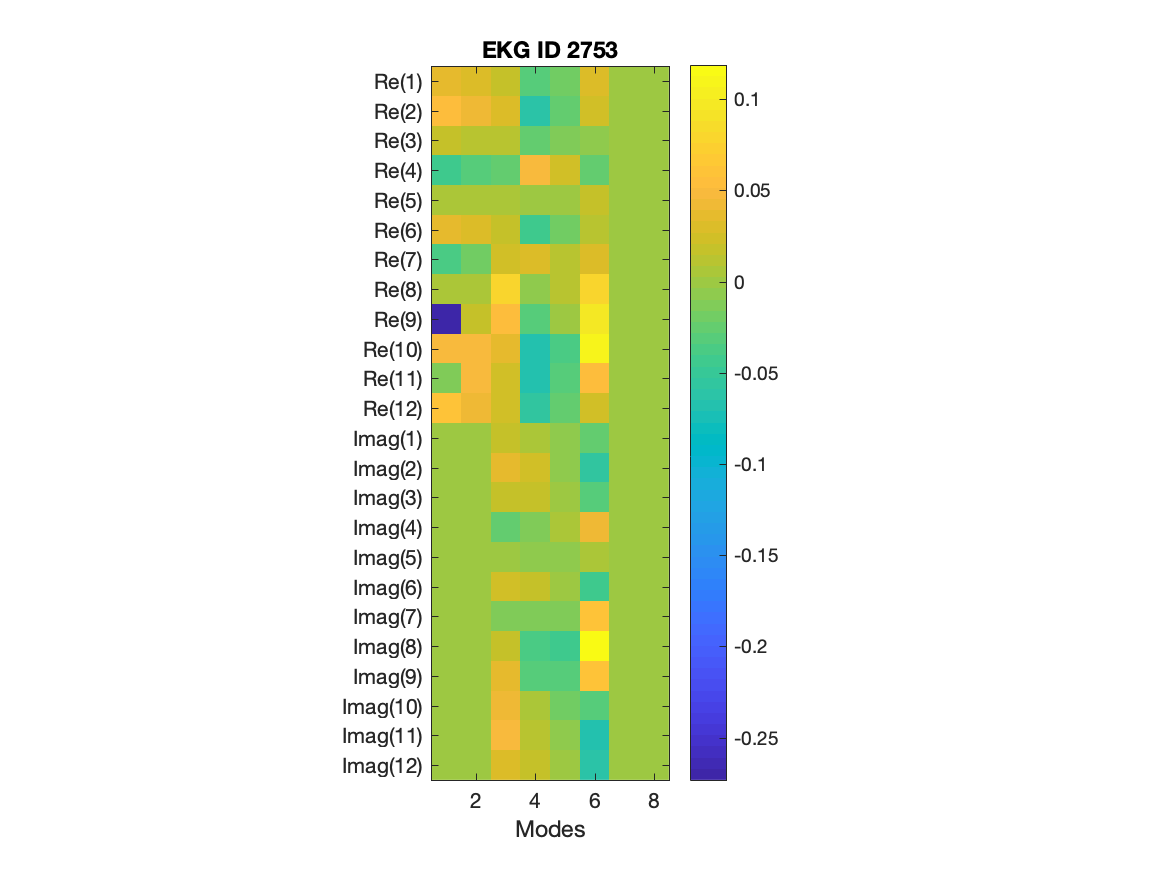 EKG ID 2753
Re(1)
Re(2)
Re(3)
Re(4)
Re(5)
Re(6)
Re(7)
Re(8)
Re(9)
Re(10)
Re(11)
Re(12)
Imag(1)
Imag(2)
Imag(3)
Imag(4)
Imag(5)
Imag(6)
Imag(7)
Imag(8)
Imag(9)
Imag(10)
Imag(11)
Imag(12)
2 4 6 8
Modes
0.1
0.05
0
-0.05
-0.1
-0.15
-0.2
-0.25